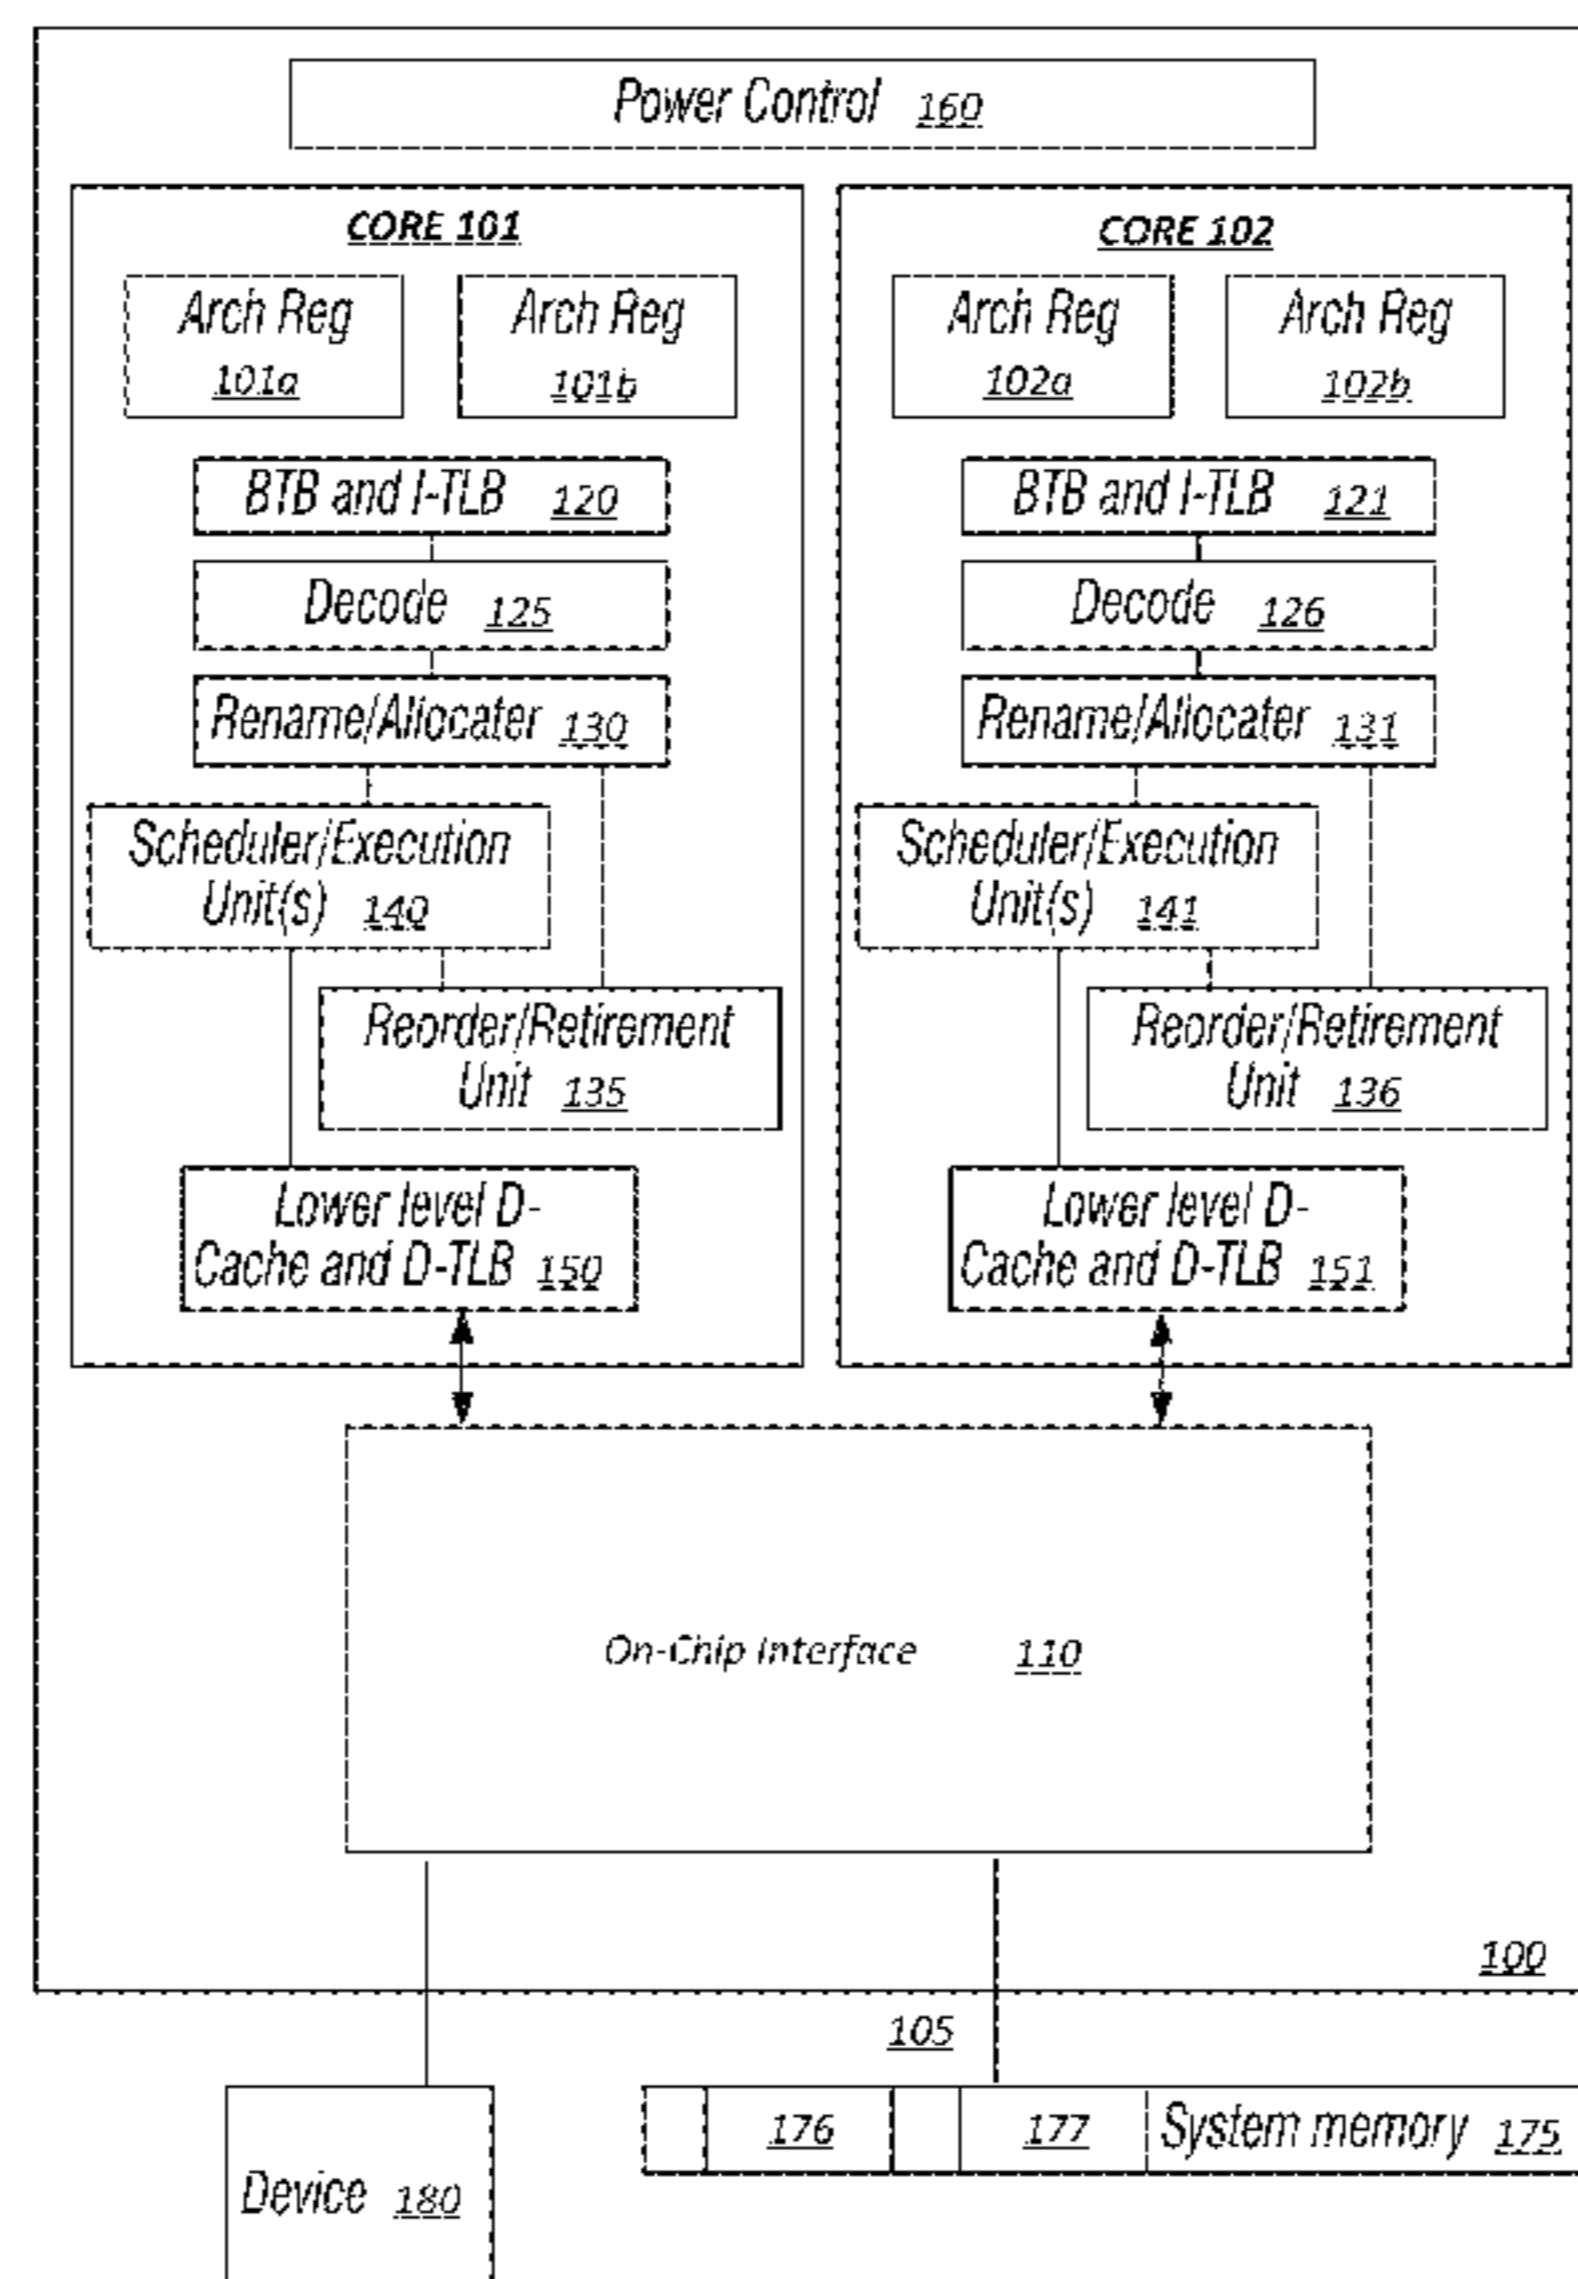 Power Control 160
CORE 101
Arch Reg
101a
Arch Reg
101b
BTB and I-TLB 120
Decode 125
Rename/Allocater 130
Scheduler/Execution
Unit(s) 140
Reorder/Retirement
Unit 135
Lower level D-
Cache and D-TLB 150
CORE 102
Arch Reg
102a
Arch Reg
102b
BTB and I-TLB 121
Decode 126
Rename/Allocater 131
Scheduler/Execution
Unit(s) 141
Reorder/Retirement
Unit 136
Lower level D-
Cache and D-TLB 151
On-Chip Interface 110
100
105
176
177
System memory 175
Device 180